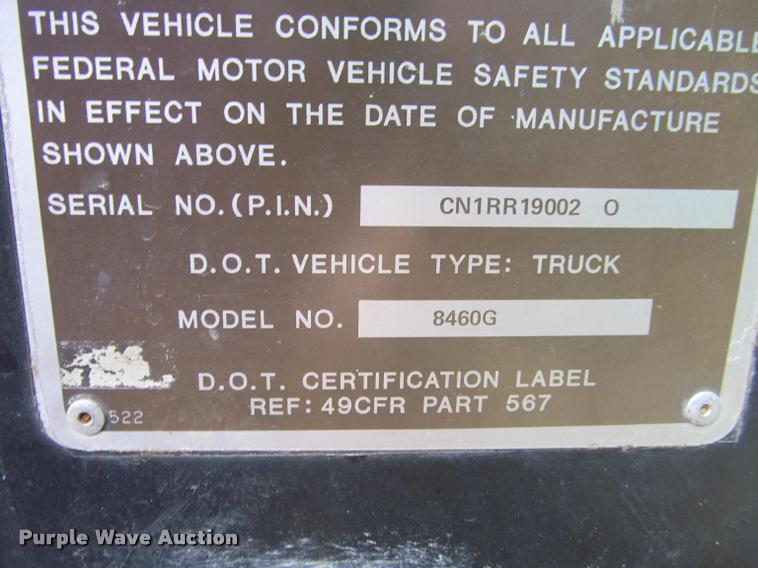 THIS VEHICLE CONFORMS TO ALL APPLICABLE
FEDERAL MOTOR VEHICLE SAFETY STANDARDS
IN EFFECT ON THE DATE OF MANUFACTURE
SHOWN ABOVE.
SERIAL NO.(P.I.N.) CN1RR19002 O
D.O.T. VEHICLE TYPE: TRUCK
MODEL NO. 8460G
D.O.T. CERTIFICATION LABEL
REF: 49CFR PART 567
522
Purple Wave Auction